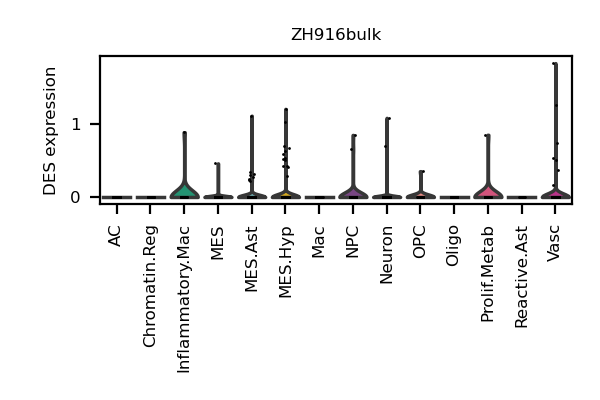 ZH916bulk
DES expression
1
0
AC
Chromatin.Reg
Inflammatory.Mac
MES
MES.Ast
MES.Hyp
Mac
NPC
Neuron
OPC
Oligo
Prolif.Metab
Reactive.Ast
Vasc